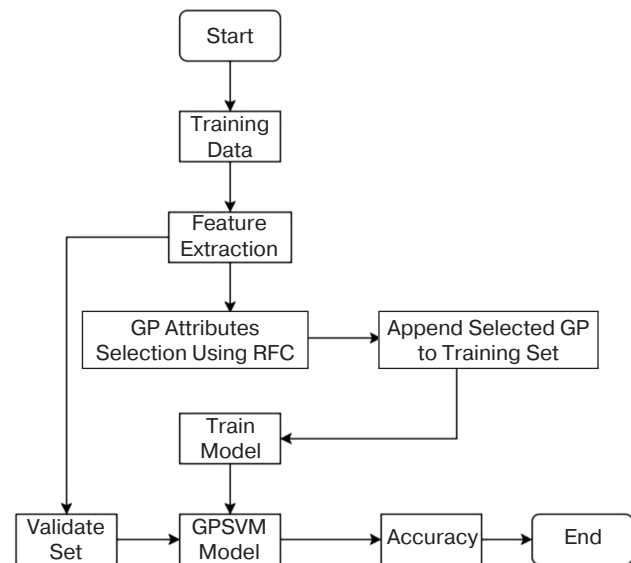 Start
Training
Data
Feature
Extraction
GP Attributes
Selection Using RFC
Append Selected GP
to Training Set
Train
Model
Validate
Set
GPSVM
Model
Accuracy
End